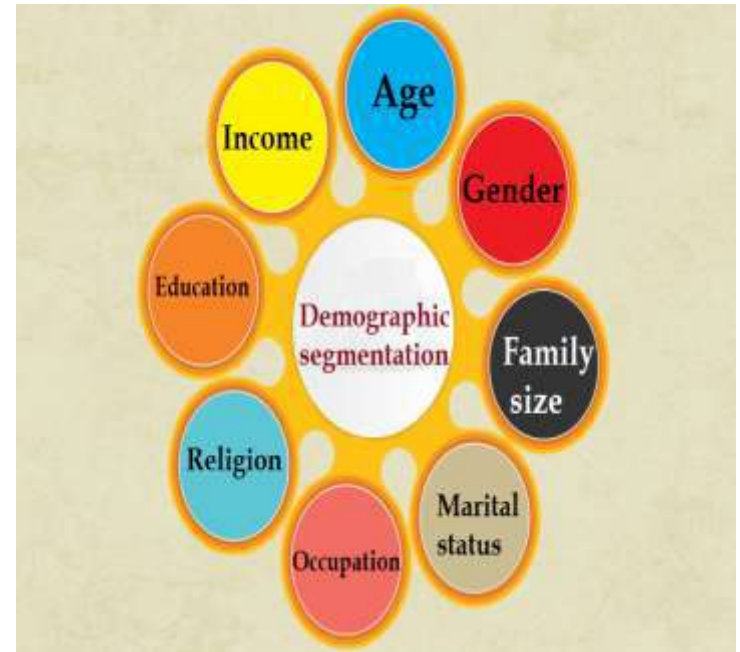 Demographic
segmentation
Age
Gender
Family
size
Marital
status
Occupation
Religion
Education
Income